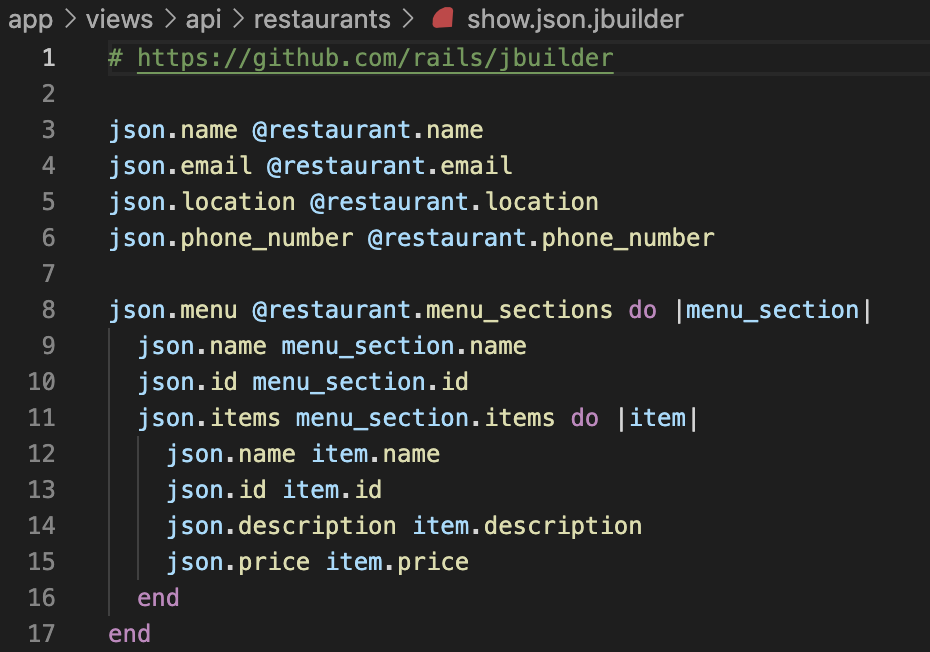 app > views > api > restaurants > show.json.jbuilder
1 # https://github.com/rails/jbuilder
2
3 json.name @restaurant.name
4 json.email @restaurant.email
5 json.location @restaurant.location
6 json.phone_number @restaurant.phone_number
7
8 json.menu @restaurant.menu_sections do |menu_section|
9   json.name menu_section.name
10   json.id menu_section.id
11   json.items menu_section.items do |item|
12     json.name item.name
13     json.id item.id
14     json.description item.description
15     json.price item.price
16   end
17 end